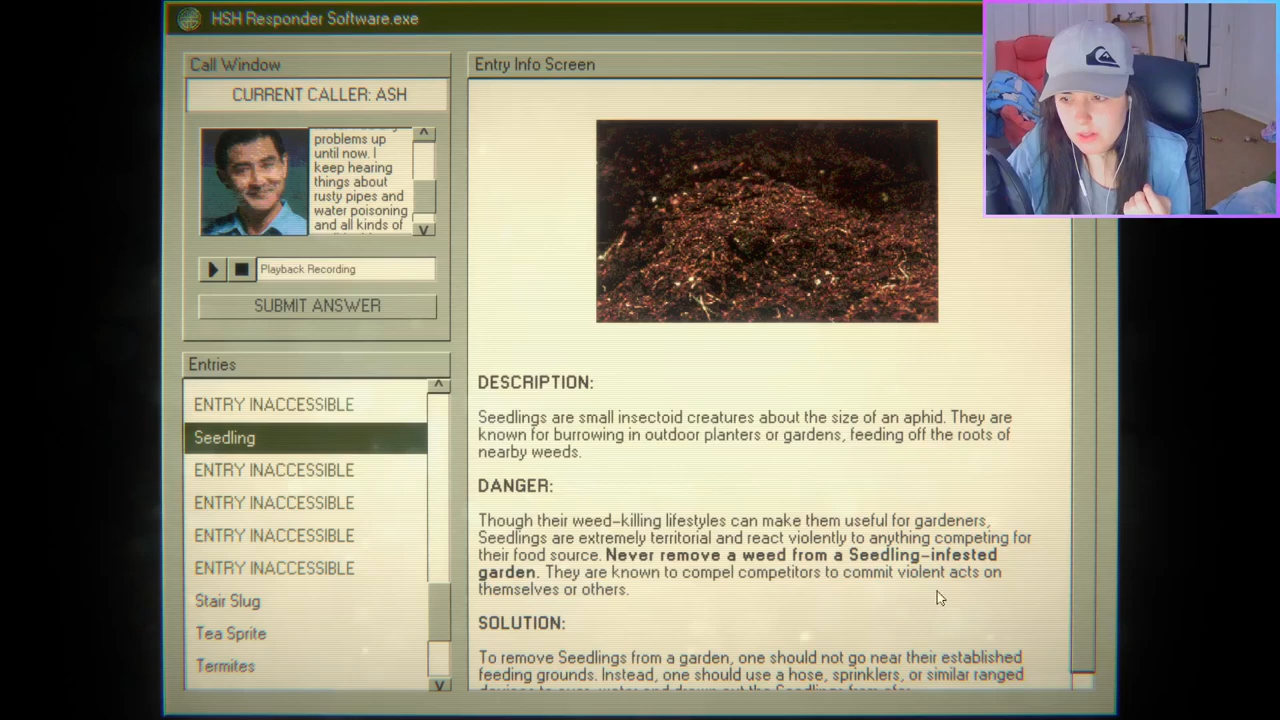 HSH Responder Software.exe
Call Window
CURRENT CALLER: ASH
problems up
until now. I
keep hearing
things about
rusty pipes and
water poisoning
and all kinds of
Playback Recording
SUBMIT ANSWER
Entries
ENTRY INACCESSIBLE
Seedling
ENTRY INACCESSIBLE
ENTRY INACCESSIBLE
ENTRY INACCESSIBLE
ENTRY INACCESSIBLE
Stair Slug
Tea Sprite
Termites
Entry Info Screen
DESCRIPTION:
Seedlings are small insectoid creatures about the size of an aphid. They are
known for burrowing in outdoor planters or gardens, feeding off the roots of
nearby weeds.
DANGER:
Though their weed-killing lifestyles can make them useful for gardeners,
Seedlings are extremely territorial and react violently to anything competing for
their food source. Never remove a weed from a Seedling-infested
garden. They are known to compel competitors to commit violent acts on
themselves or others.
SOLUTION:
To remove Seedlings from a garden, one should not go near their established
feeding grounds. Instead, one should use a hose, sprinklers, or similar ranged